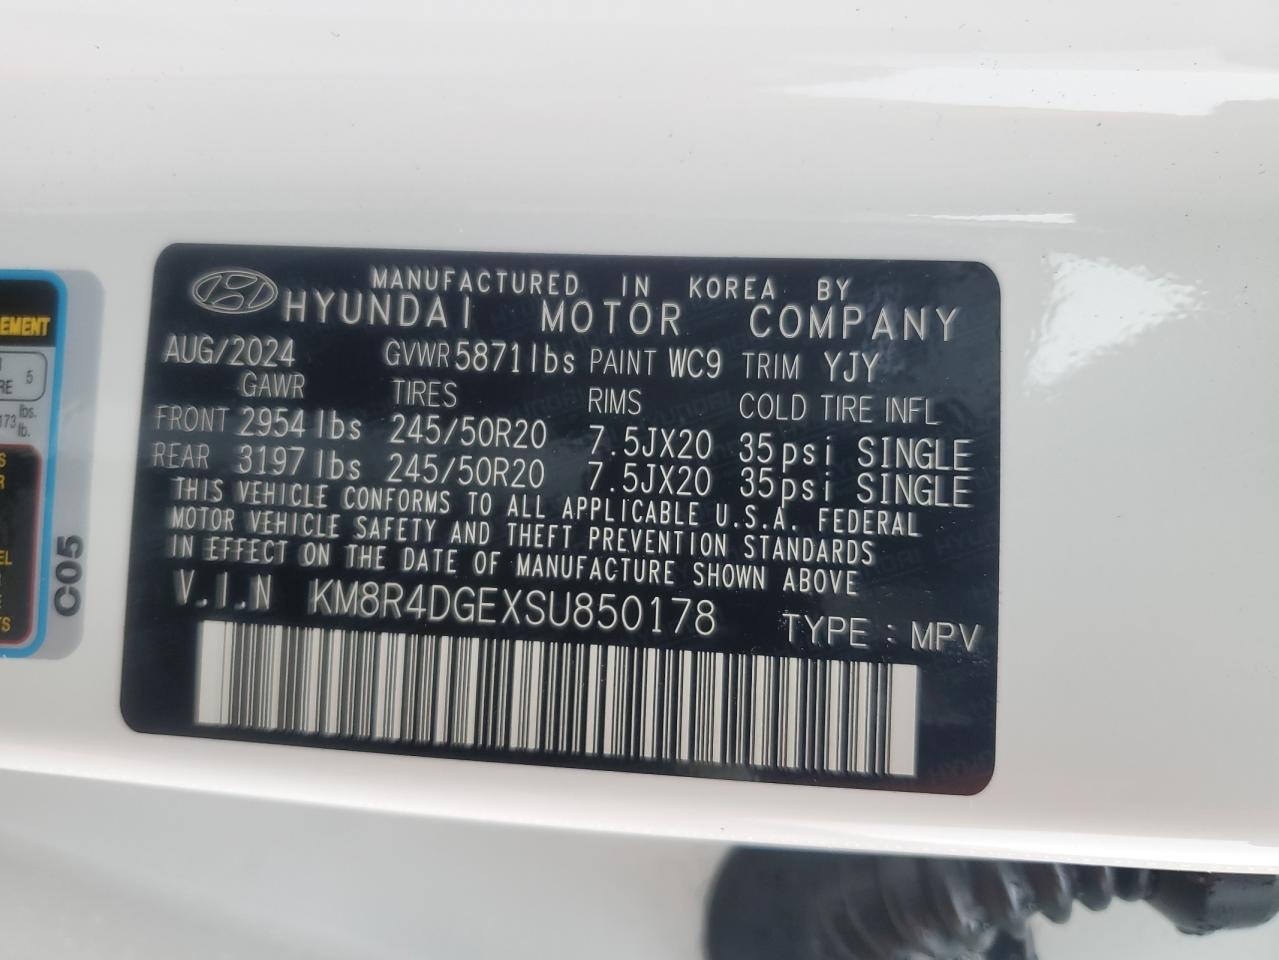 MANUFACTURED IN KOREA BY
HYUNDAI MOTOR COMPANY
AUG/2024 GVWR 5871lbs PAINT WC9 TRIM YJY
GAWR TIRES RIMS COLD TIRE INFL
FRONT 2954lbs 245/50R20 7.5JX20 35psi SINGLE
REAR 3197lbs 245/50R20 7.5JX20 35psi SINGLE
THIS VEHICLE CONFORMS TO ALL APPLICABLE U.S.A. FEDERAL
MOTOR VEHICLE SAFETY AND THEFT PREVENTION STANDARDS
IN EFFECT ON THE DATE OF MANUFACTURE SHOWN ABOVE
V.I.N KM8R4DGEXSU850178 TYPE : MPV
5
lbs.
lb.
C05